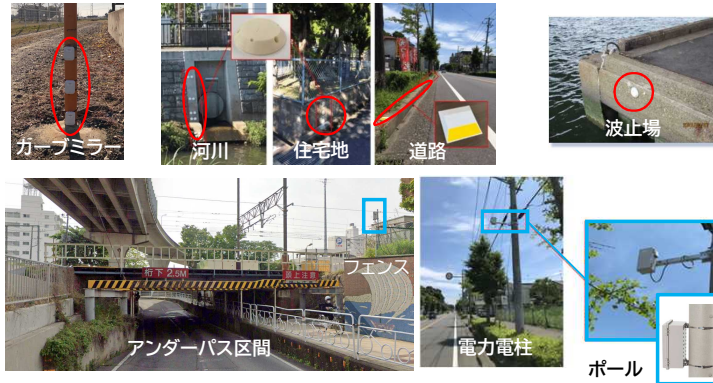 カーブミラー
河川
住宅地
道路
波止場
桁下 2.5M
頭上注意
フェンス
アンダーパス区間
電力電柱
ポール